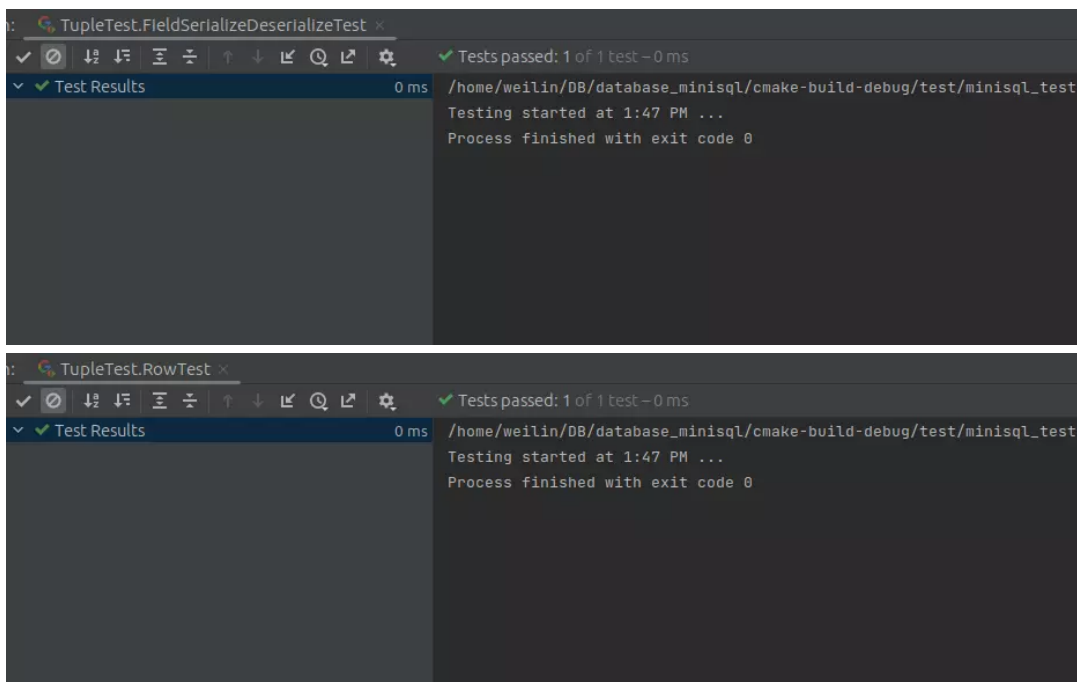 n: TupleTest.FieldSerializeDeserializeTest
Tests passed: 1 of 1 test – 0 ms
Test Results 0 ms
/home/weilin/DB/database_minisql/cmake-build-debug/test/minisql_test
Testing started at 1:47 PM ...
Process finished with exit code 0
n: TupleTest.RowTest
Tests passed: 1 of 1 test – 0 ms
Test Results 0 ms
/home/weilin/DB/database_minisql/cmake-build-debug/test/minisql_test
Testing started at 1:47 PM ...
Process finished with exit code 0